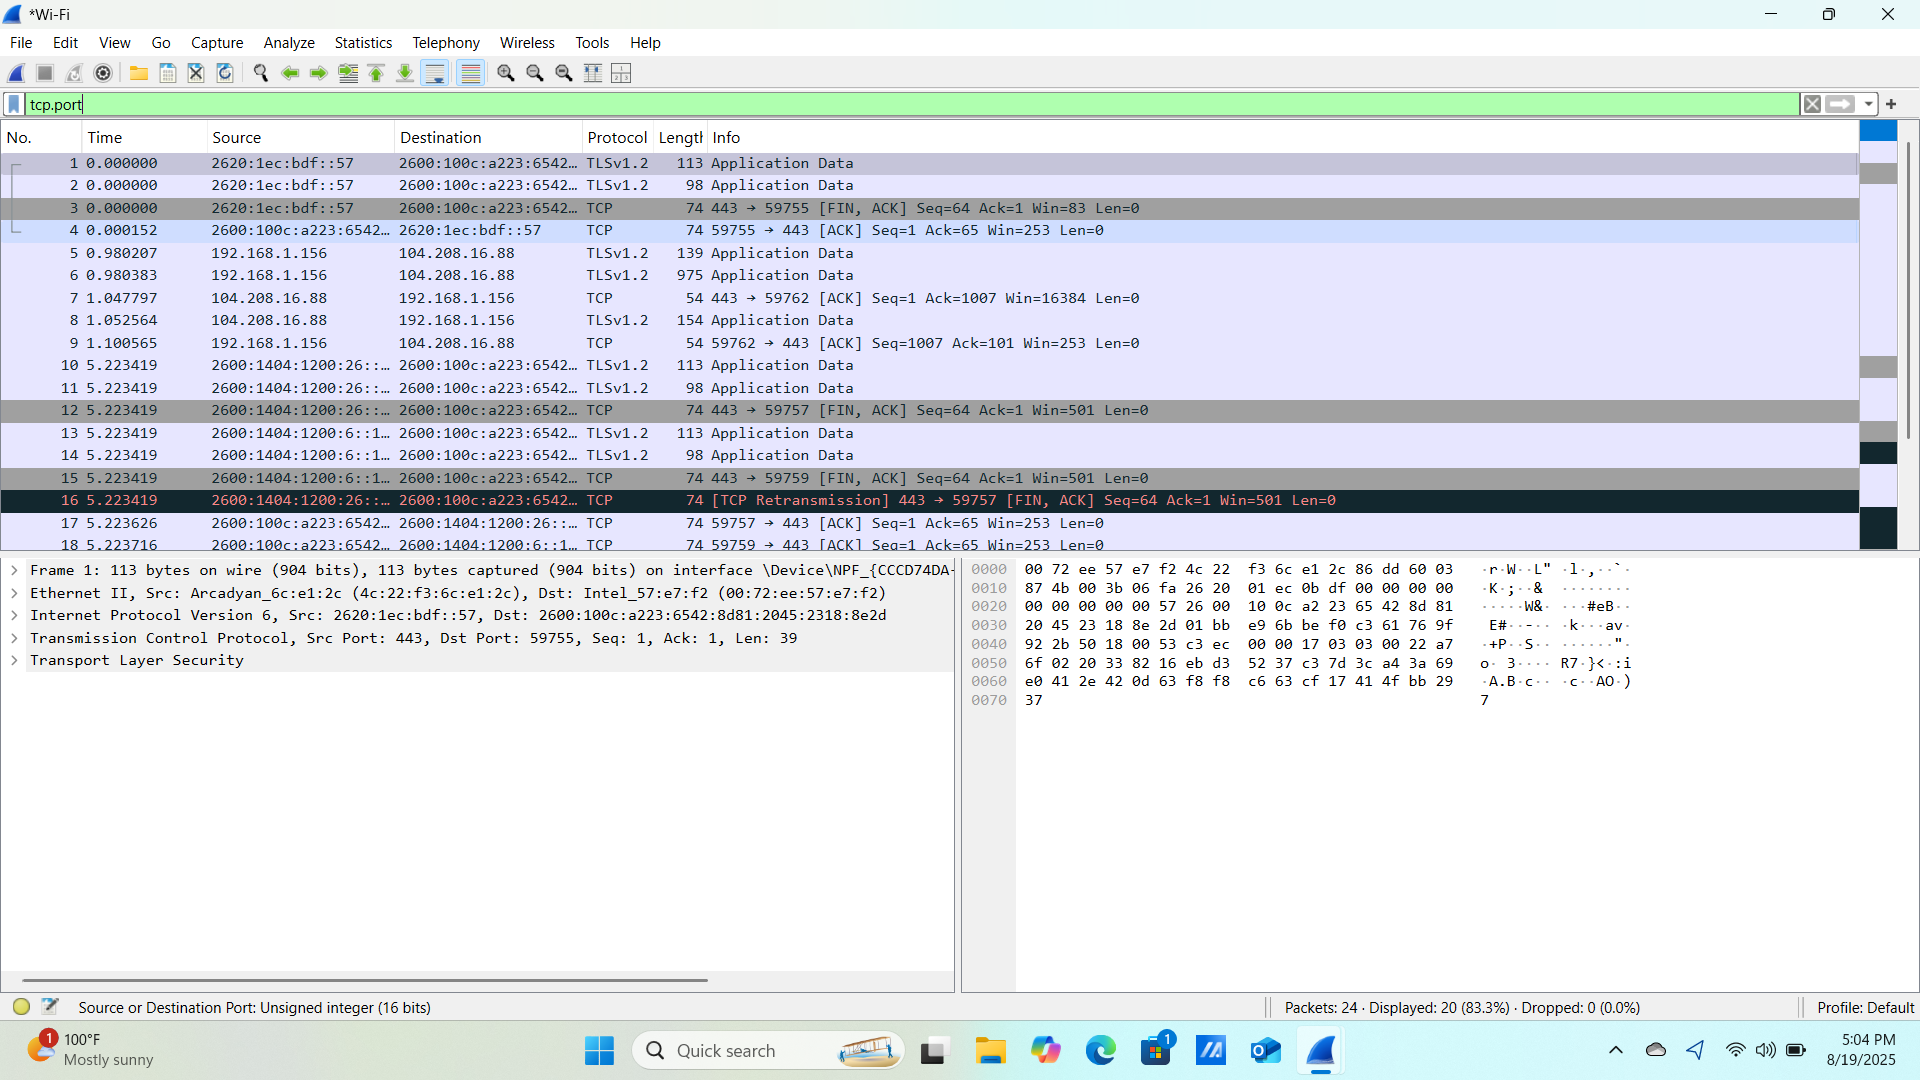 *Wi-Fi
File Edit View Go Capture Analyze Statistics Telephony Wireless Tools Help
tcp.port
No. Time Source Destination Protocol Length Info
1 0.000000 2620:1ec:bdf::57 2600:100c:a223:6542… TLSv1.2 113 Application Data
2 0.000000 2620:1ec:bdf::57 2600:100c:a223:6542… TLSv1.2 98 Application Data
3 0.000000 2620:1ec:bdf::57 2600:100c:a223:6542… TCP 74 443 → 59755 [FIN, ACK] Seq=64 Ack=1 Win=83 Len=0
4 0.000152 2600:100c:a223:6542… 2620:1ec:bdf::57 TCP 74 59755 → 443 [ACK] Seq=1 Ack=65 Win=253 Len=0
5 0.980207 192.168.1.156 104.208.16.88 TLSv1.2 139 Application Data
6 0.980383 192.168.1.156 104.208.16.88 TLSv1.2 975 Application Data
7 1.047797 104.208.16.88 192.168.1.156 TCP 54 443 → 59762 [ACK] Seq=1 Ack=1007 Win=16384 Len=0
8 1.052564 104.208.16.88 192.168.1.156 TLSv1.2 154 Application Data
9 1.100565 192.168.1.156 104.208.16.88 TCP 54 59762 → 443 [ACK] Seq=1007 Ack=101 Win=253 Len=0
10 5.223419 2600:1404:1200:26::… 2600:100c:a223:6542… TLSv1.2 113 Application Data
11 5.223419 2600:1404:1200:26::… 2600:100c:a223:6542… TLSv1.2 98 Application Data
12 5.223419 2600:1404:1200:26::… 2600:100c:a223:6542… TCP 74 443 → 59757 [FIN, ACK] Seq=64 Ack=1 Win=501 Len=0
13 5.223419 2600:1404:1200:6::1… 2600:100c:a223:6542… TLSv1.2 113 Application Data
14 5.223419 2600:1404:1200:6::1… 2600:100c:a223:6542… TLSv1.2 98 Application Data
15 5.223419 2600:1404:1200:6::1… 2600:100c:a223:6542… TCP 74 443 → 59759 [FIN, ACK] Seq=64 Ack=1 Win=501 Len=0
16 5.223419 2600:1404:1200:26::… 2600:100c:a223:6542… TCP 74 [TCP Retransmission] 443 → 59757 [FIN, ACK] Seq=64 Ack=1 Win=501 Len=0
17 5.223626 2600:100c:a223:6542… 2600:1404:1200:26::… TCP 74 59757 → 443 [ACK] Seq=1 Ack=65 Win=253 Len=0
18 5.223716 2600:100c:a223:6542… 2600:1404:1200:6::1… TCP 74 59759 → 443 [ACK] Seq=1 Ack=65 Win=253 Len=0
Frame 1: 113 bytes on wire (904 bits), 113 bytes captured (904 bits) on interface \Device\NPF_{CCCD74DA-
Ethernet II, Src: Arcadyan_6c:e1:2c (4c:22:f3:6c:e1:2c), Dst: Intel_57:e7:f2 (00:72:ee:57:e7:f2)
Internet Protocol Version 6, Src: 2620:1ec:bdf::57, Dst: 2600:100c:a223:6542:8d81:2045:2318:8e2d
Transmission Control Protocol, Src Port: 443, Dst Port: 59755, Seq: 1, Ack: 1, Len: 39
Transport Layer Security
0000 00 72 ee 57 e7 f2 4c 22 f3 6c e1 2c 86 dd 60 03 ·r·W··L" ·l·,··`·
0010 87 4b 00 3b 06 fa 26 20 01 ec 0b df 00 00 00 00 ·K·;··& ········
0020 00 00 00 00 00 57 26 00 10 0c a2 23 65 42 8d 81 ·····W&· ···#eB··
0030 20 45 23 18 8e 2d 01 bb e9 6b be f0 c3 61 76 9f E#··-·· ·k···av·
0040 92 2b 50 18 00 53 c3 ec 00 00 17 03 03 00 22 a7 ·+P··S·· ······"·
0050 6f 02 20 33 82 16 eb d3 52 37 c3 7d 3c a4 3a 69 o· 3···· R7·}<·:i
0060 e0 41 2e 42 0d 63 f8 f8 c6 63 cf 17 41 4f bb 29 ·A.B·c·· ·c··AO·)
0070 37 7
Source or Destination Port: Unsigned integer (16 bits) Packets: 24 · Displayed: 20 (83.3%) · Dropped: 0 (0.0%) Profile: Default
1
100°F
Mostly sunny
Quick search
1
5:04 PM
8/19/2025